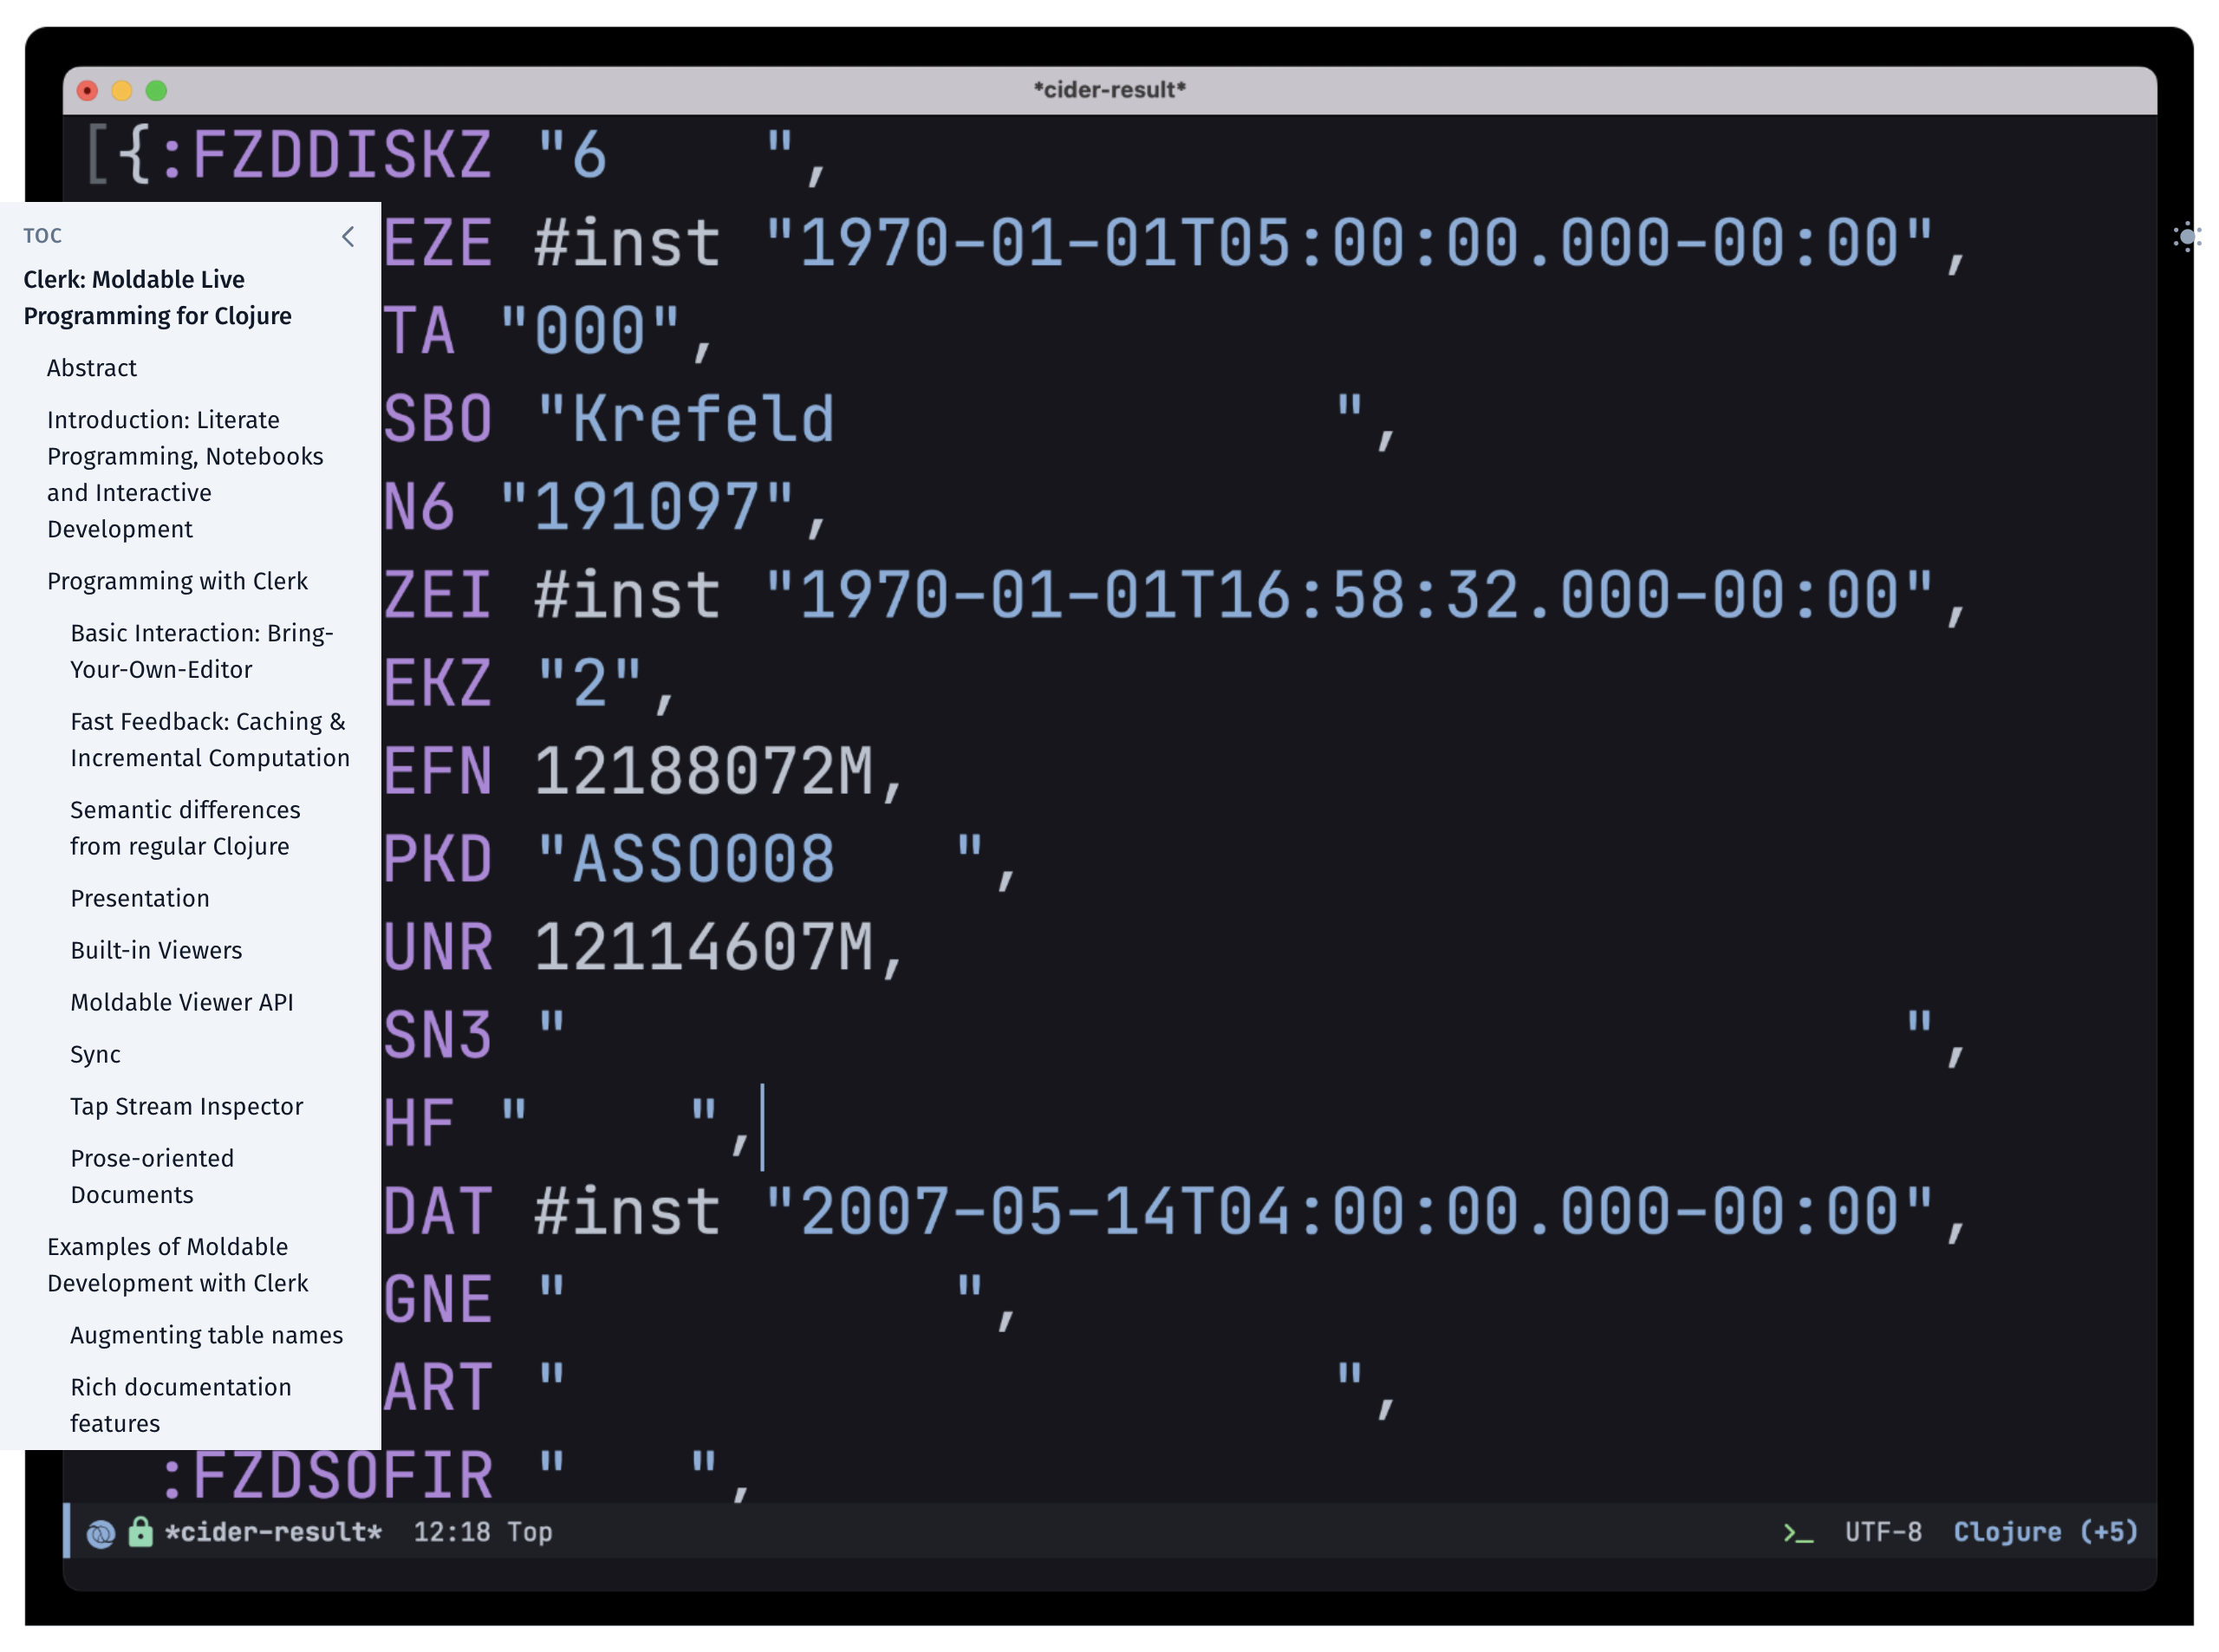 *cider-result*
[{:FZDDISKZ "6    ",
EZE #inst "1970-01-01T05:00:00.000-00:00",
TA "000",
SBO "Krefeld             ",
N6 "191097",
ZEI #inst "1970-01-01T16:58:32.000-00:00",
EKZ "2",
EFN 12188072M,
PKD "ASSO008   ",
UNR 12114607M,
SN3 "                                   ",
HF "    ",
DAT #inst "2007-05-14T04:00:00.000-00:00",
GNE "          ",
ART "                    ",
:FZDSOFIR "   ",
*cider-result* 12:18 Top
>_ UTF-8 Clojure (+5)
TOC
Clerk: Moldable Live
Programming for Clojure
Abstract
Introduction: Literate
Programming, Notebooks
and Interactive
Development
Programming with Clerk
Basic Interaction: Bring-
Your-Own-Editor
Fast Feedback: Caching &
Incremental Computation
Semantic differences
from regular Clojure
Presentation
Built-in Viewers
Moldable Viewer API
Sync
Tap Stream Inspector
Prose-oriented
Documents
Examples of Moldable
Development with Clerk
Augmenting table names
Rich documentation
features